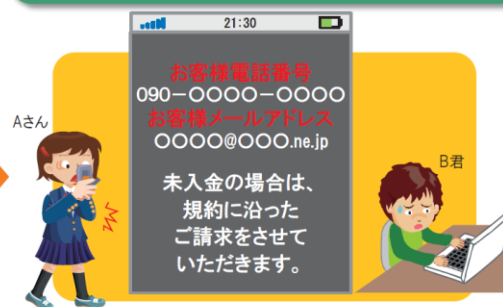 21:30
お客様電話番号
090－○○○○－○○○○
お客様メールアドレス
○○○○@○○○.ne.jp
Aさん
B君
未入金の場合は、
規約に沿った
ご請求をさせて
いただきます。